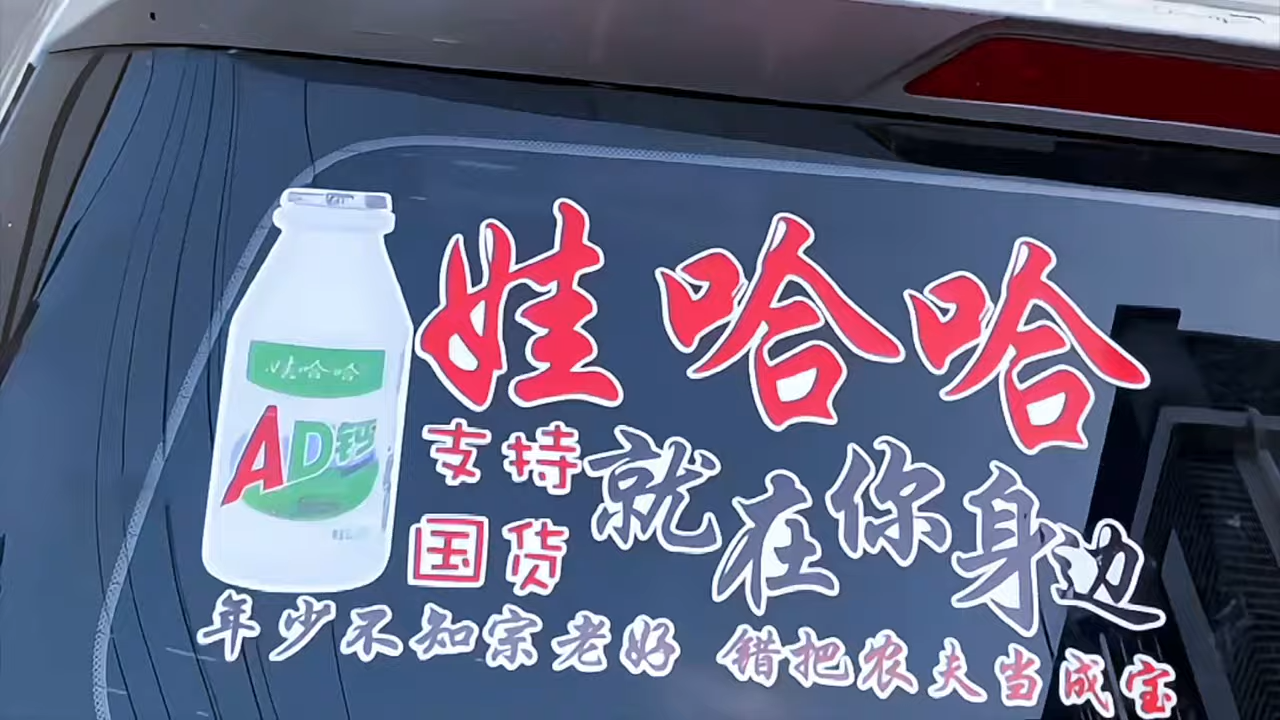 娃哈哈
娃哈哈
AD钙
支持
国货
就在你身边
年少不知宗老好 错把农夫当成宝